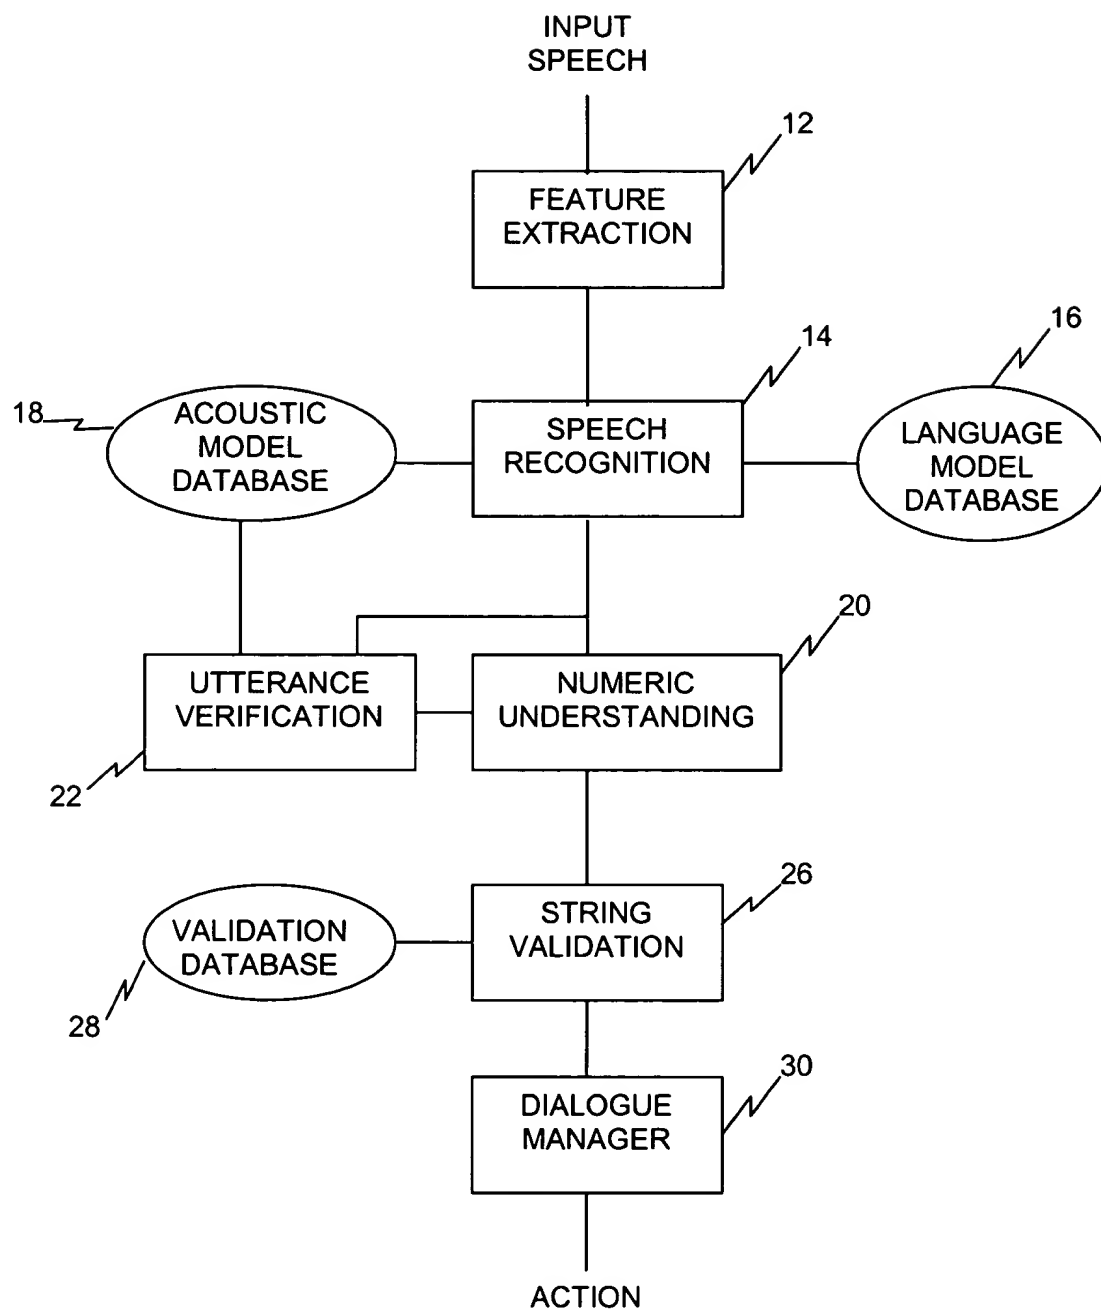 INPUT
SPEECH
12
FEATURE
EXTRACTION
14
16
18
ACOUSTIC
MODEL
DATABASE
SPEECH
RECOGNITION
LANGUAGE
MODEL
DATABASE
20
UTTERANCE
VERIFICATION
NUMERIC
UNDERSTANDING
22
26
VALIDATION
DATABASE
STRING
VALIDATION
28
30
DIALOGUE
MANAGER
ACTION